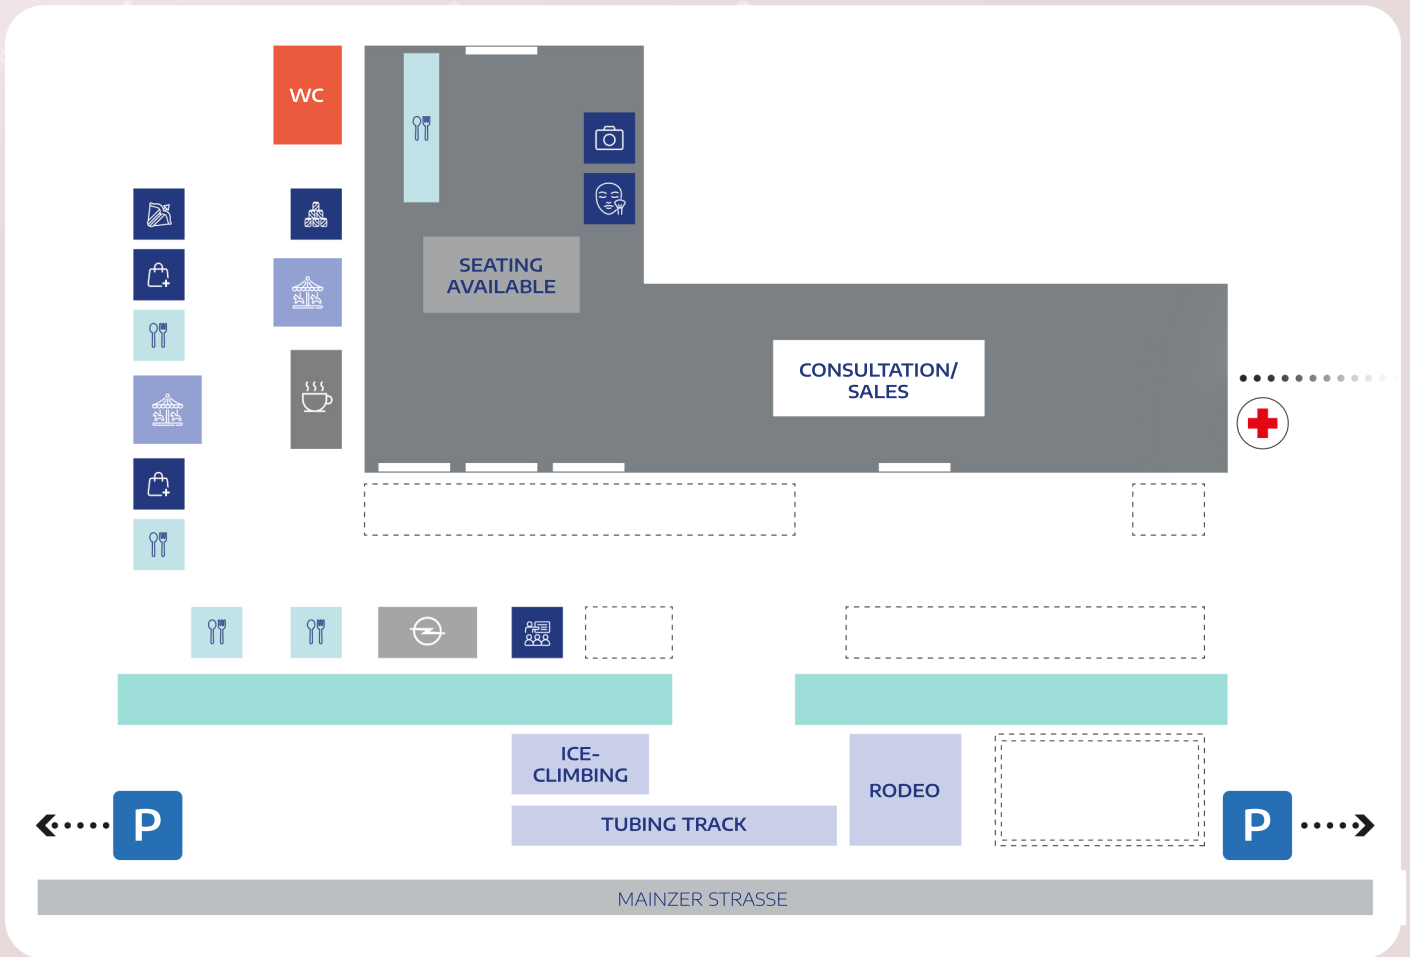 WC
SEATING
AVAILABLE
CONSULTATION/
SALES
ICE-
CLIMBING
TUBING TRACK
RODEO
P
P
MAINZER STRASSE